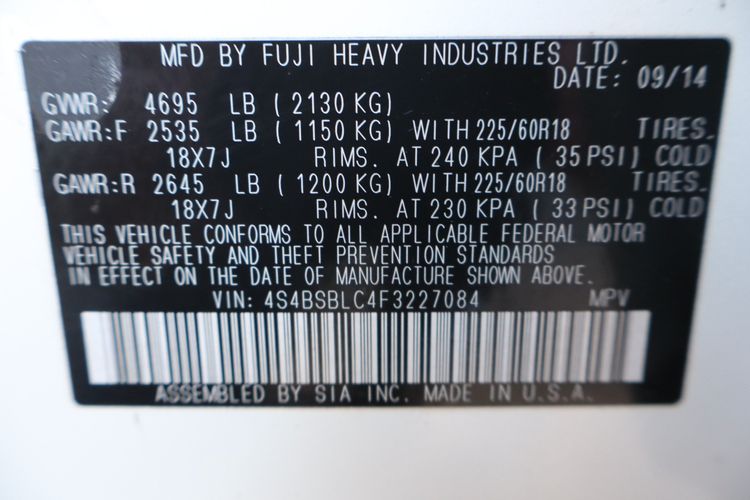 MFD BY FUJI HEAVY INDUSTRIES LTD.
DATE: 09/14
GVWR: 4695 LB ( 2130 KG)
GAWR:F 2535 LB ( 1150 KG) WITH 225/60R18 TIRES.
18X7J RIMS. AT 240 KPA ( 35 PSI) COLD
GAWR:R 2645 LB ( 1200 KG) WITH 225/60R18 TIRES.
18X7J RIMS. AT 230 KPA ( 33 PSI) COLD
THIS VEHICLE CONFORMS TO ALL APPLICABLE FEDERAL MOTOR
VEHICLE SAFETY AND THEFT PREVENTION STANDARDS
IN EFFECT ON THE DATE OF MANUFACTURE SHOWN ABOVE.
VIN: 4S4BSBLC4F3227084 MPV
ASSEMBLED BY SIA INC. MADE IN U.S.A.